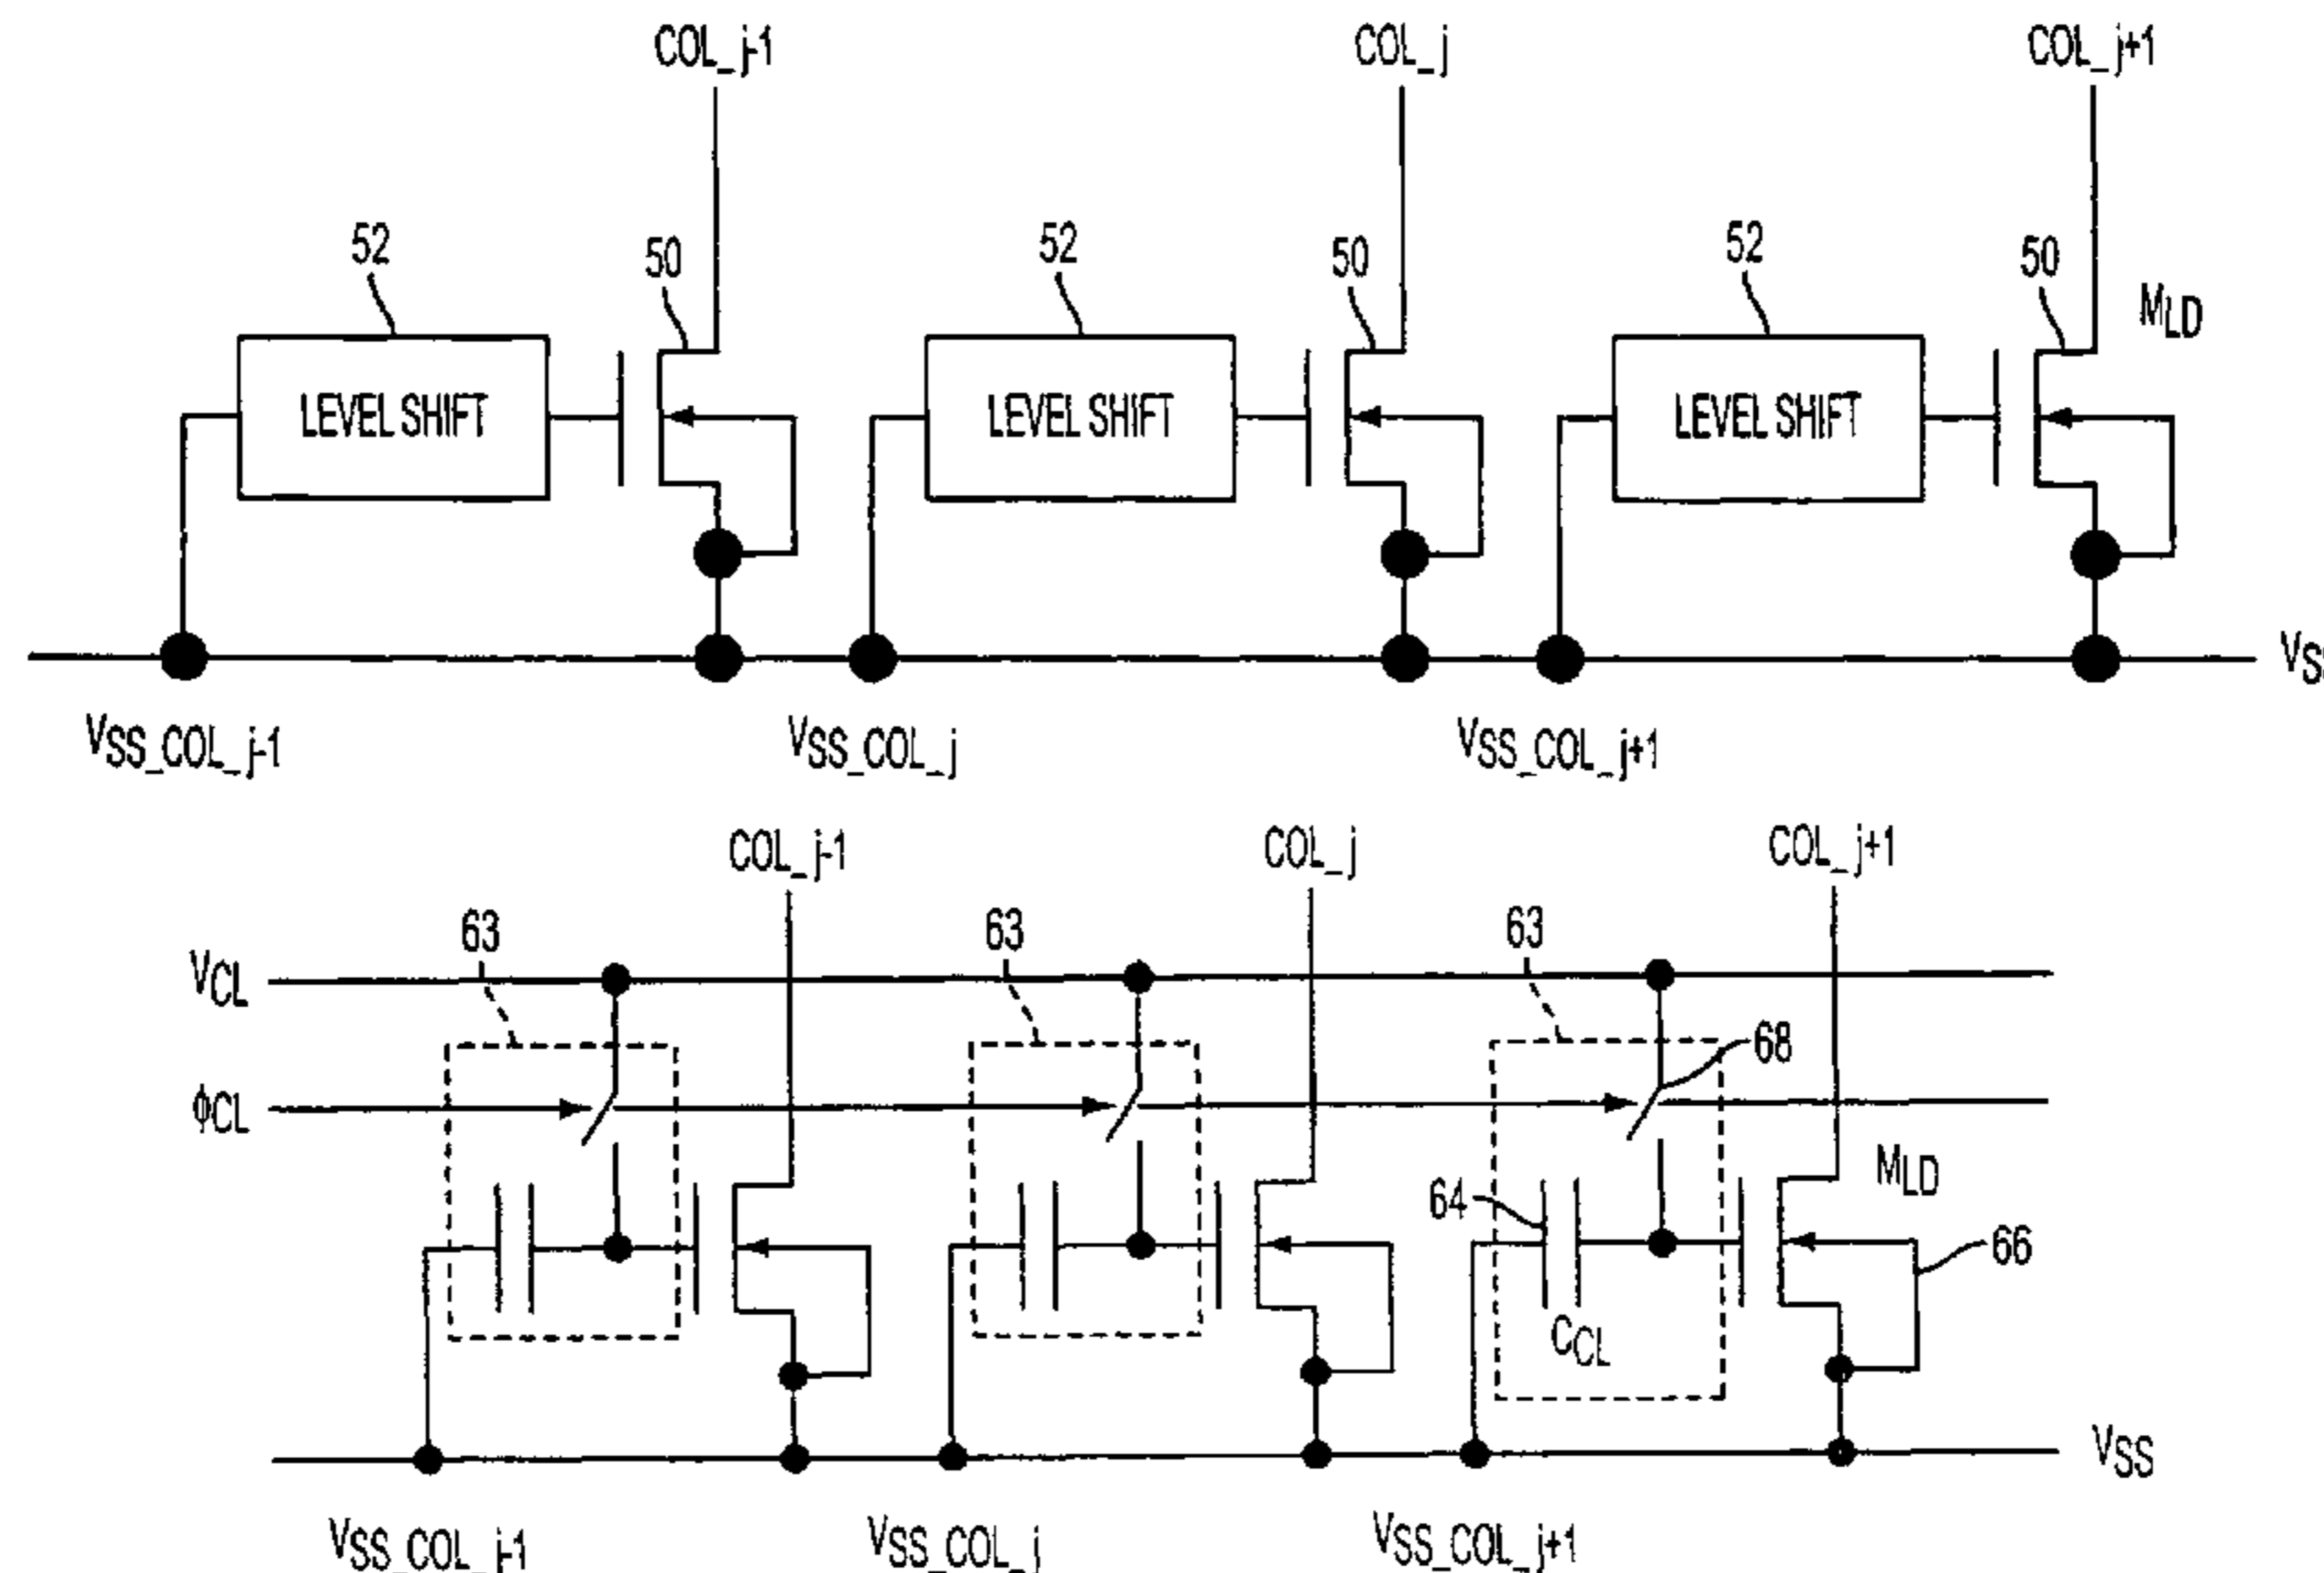 COL_j-1 COL_j COL_j+1
52 50 52 50 52 50 MLD
LEVEL SHIFT LEVEL SHIFT LEVEL SHIFT
VS
VSS_COL_j-1 VSS_COL_j VSS_COL_j+1
COL_j-1 COL_j COL_j+1
63 63 63
VCL
68
ϕCL
MLD
64
66
CCL
VSS
VSS_COL_j-1 VSS_COL_j VSS_COL_j+1